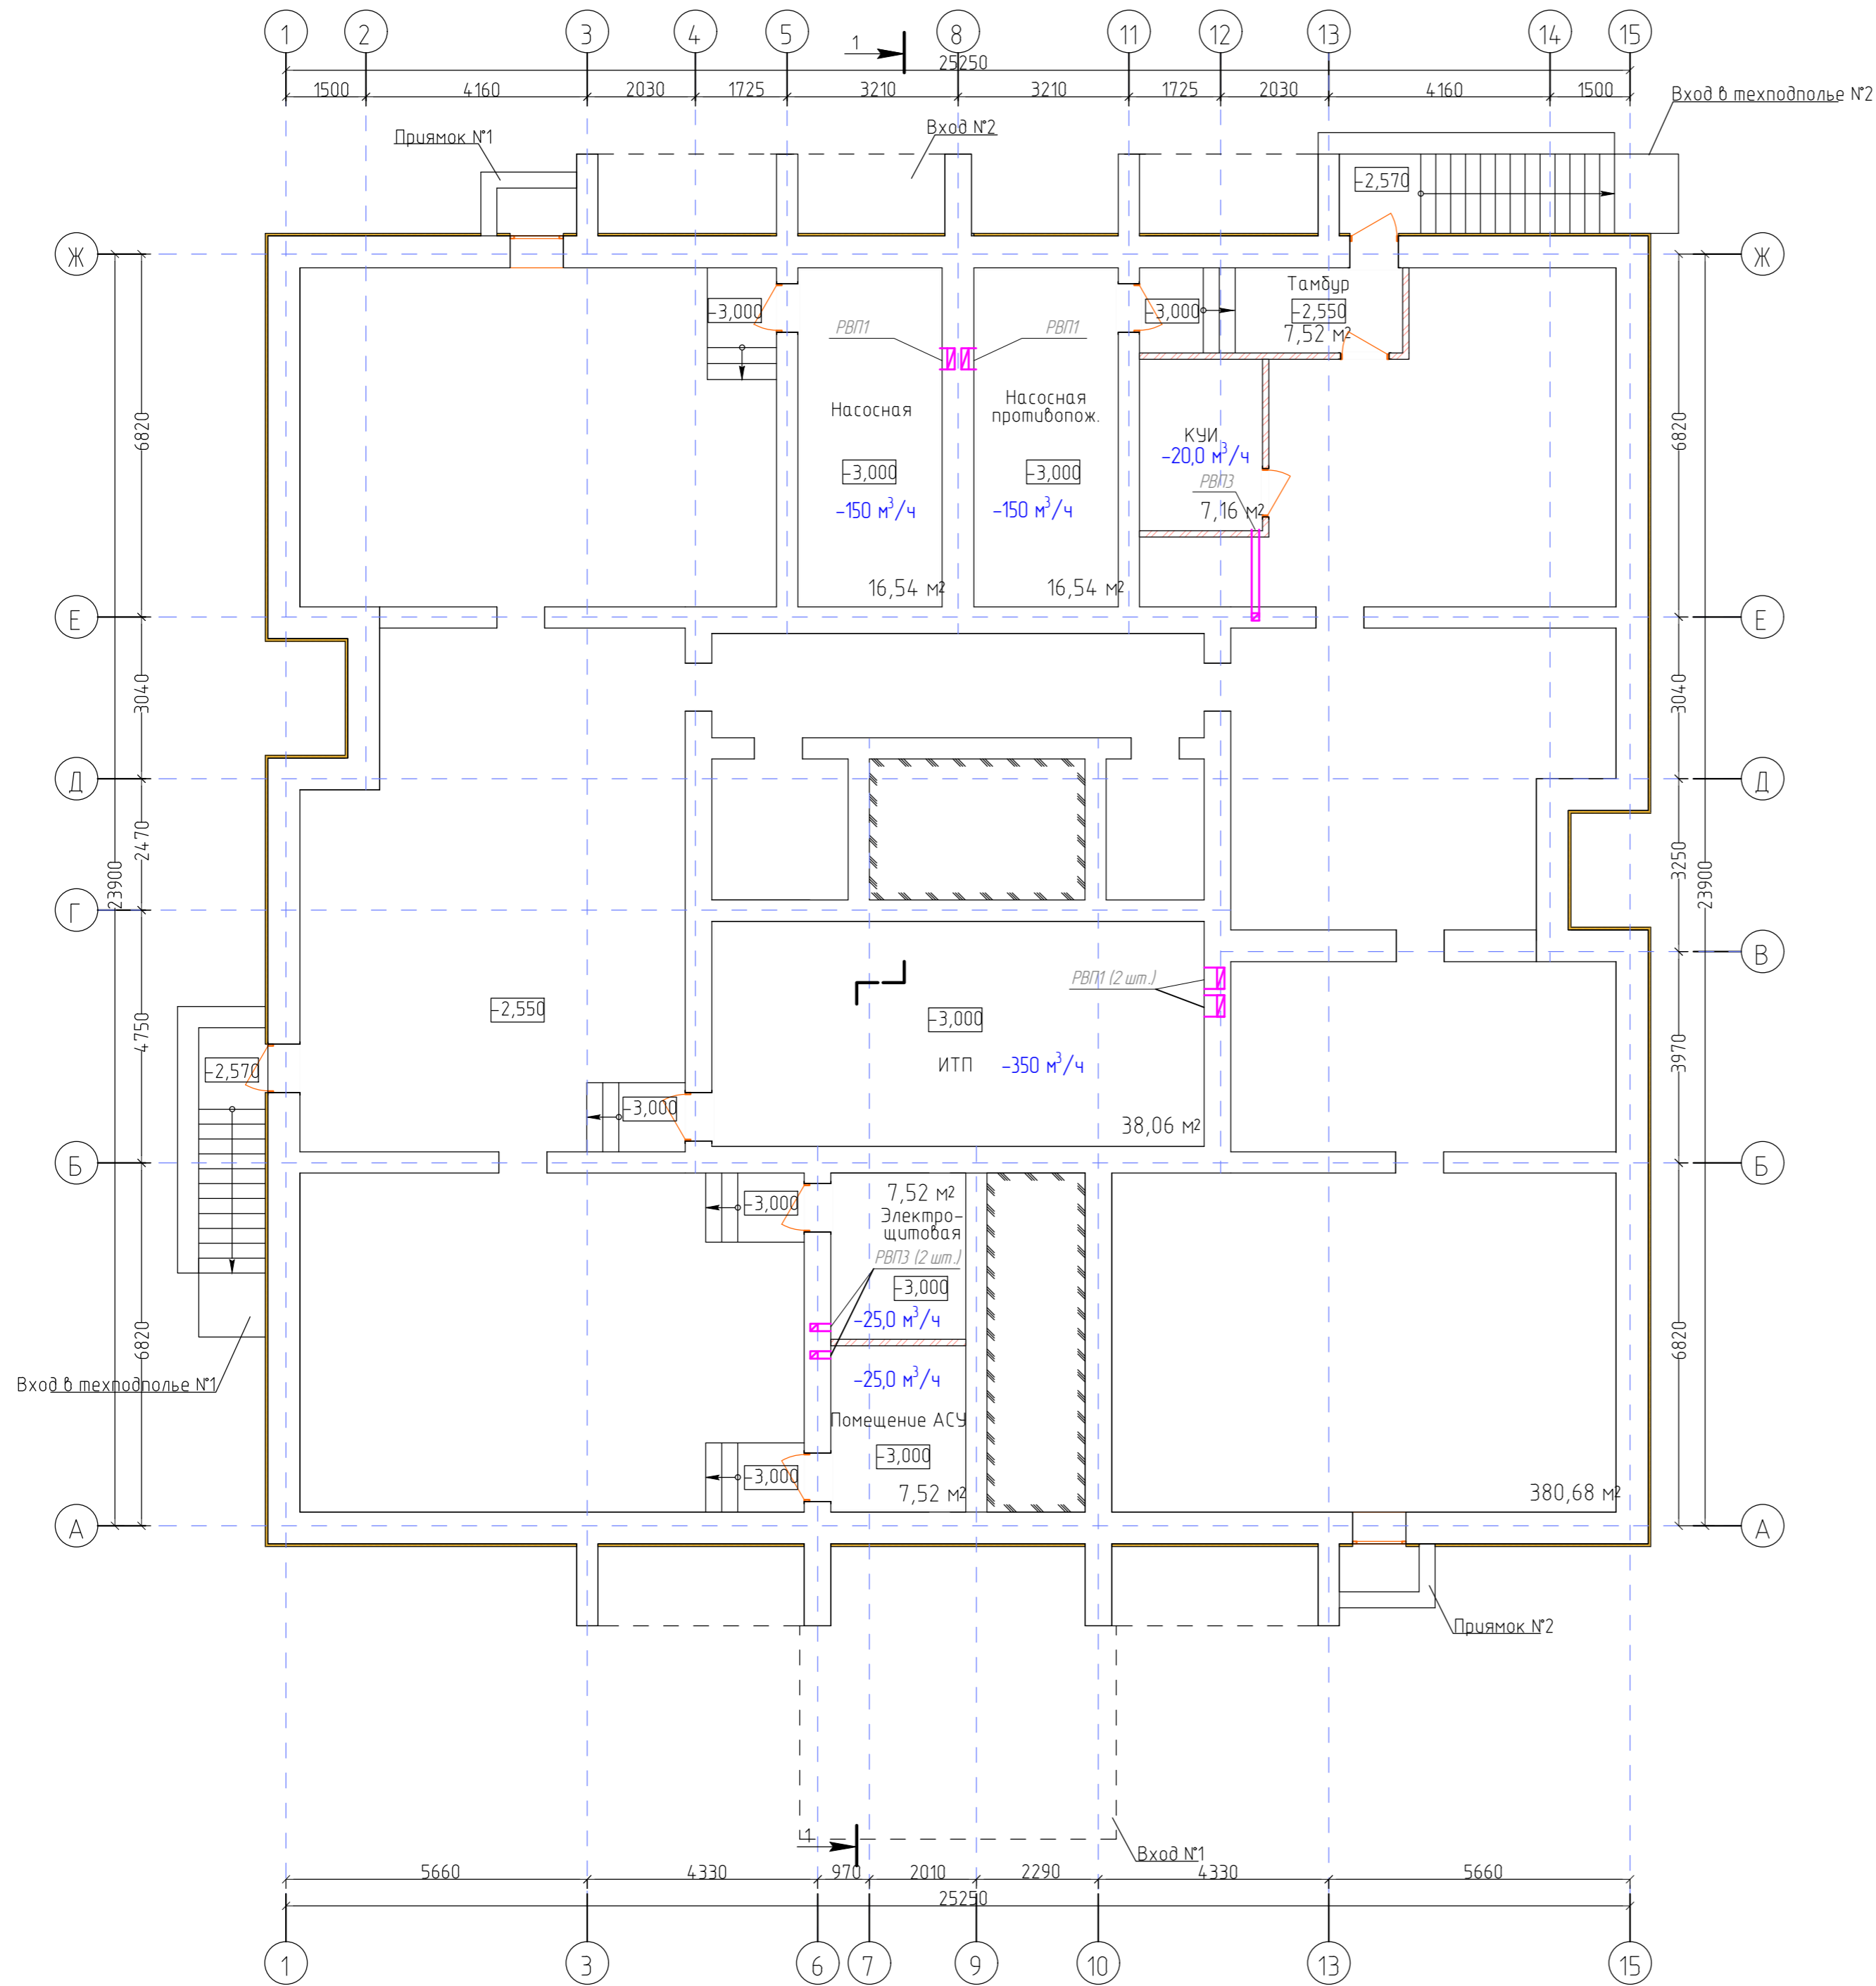 1 2 3 4 5 8 11 12 13 14 15
1
25250
1500 4160 2030 1725 3210 3210 1725 2030 4160 1500
Вход в техподполье №2
Приямок №1
Вход №2
-2,570
Ж Ж
-3,000
-3,000
Тамбур
-2,550
7,52 м²
РВП1
РВП1
6820
6820
Насосная
Насосная
противопож.
КУИ
-20,0 м³/ч
-3,000
-3,000
РВП3
-150 м³/ч
-150 м³/ч
7,16 м²
16,54 м²
16,54 м²
Е Е
3040
3040
Д Д
2470
3250
23900
23900
Г
В
РВП1 (2 шт.)
-2,550
-3,000
4750
3970
-2,570
ИТП
-350 м³/ч
-3,000
38,06 м²
Б Б
-3,000
7,52 м²
Электро-
щитовая
РВП3 (2 шт.)
-3,000
-25,0 м³/ч
6820
6820
-25,0 м³/ч
Вход в техподполье №1
Помещение АСУ
-3,000
-3,000
7,52 м²
380,68 м²
А А
Приямок №2
1
Вход №1
5660 4330 970 2010 2290 4330 5660
25250
1 3 6 7 9 10 13 15